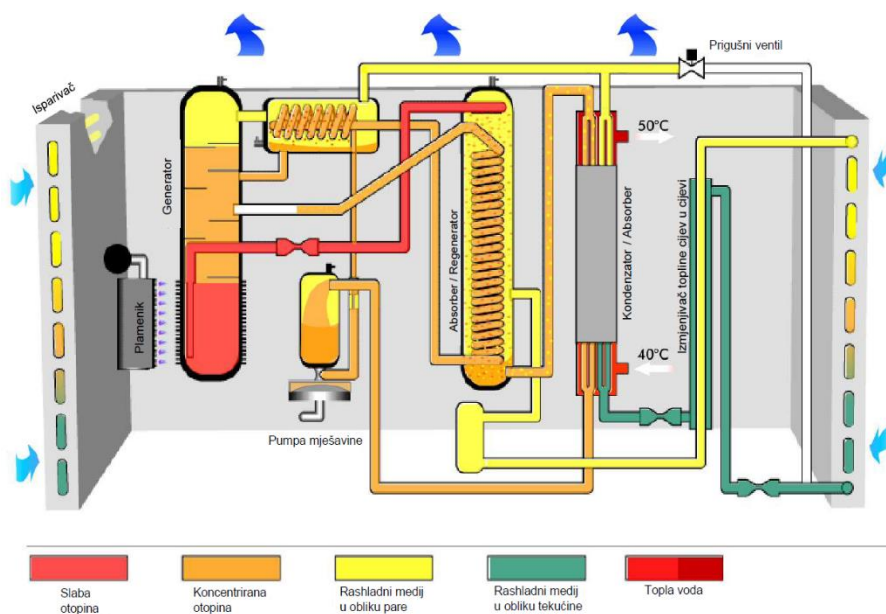 Prigušni ventil
Isparivač
Generator
Plamenik
Absorber / Regenerator
Kondenzator / Absorber
Izmjenjivač topline cijev u cijevi
50°C
40°C
Pumpa mješavine
Slaba
otopina
Koncentrirana
otopina
Rashladni medij
u obliku pare
Rashladni medij
u obliku tekućine
Topla voda